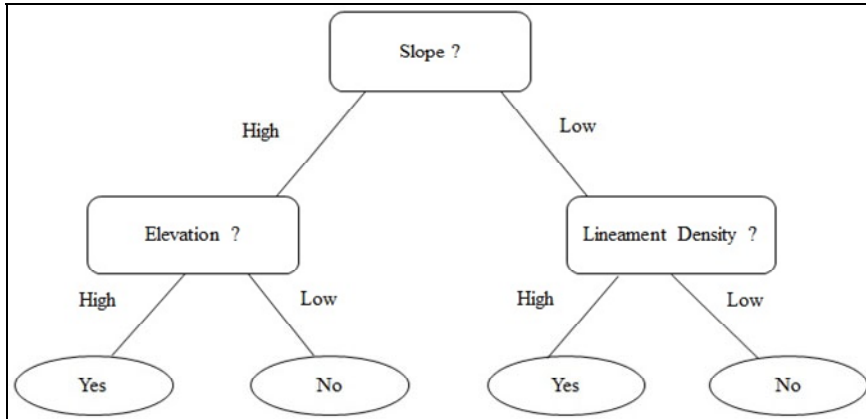 Slope ?
High
Low
Elevation ?
Lineament Density ?
High
Low
High
Low
Yes
No
Yes
No